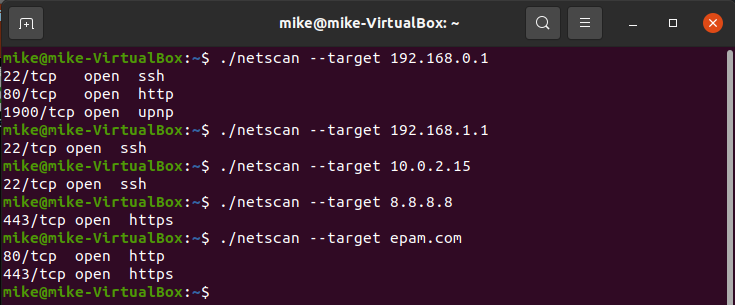 mike@mike-VirtualBox: ~
mike@mike-VirtualBox:~$ ./netscan --target 192.168.0.1
22/tcp   open  ssh
80/tcp   open  http
1900/tcp open  upnp
mike@mike-VirtualBox:~$ ./netscan --target 192.168.1.1
22/tcp open  ssh
mike@mike-VirtualBox:~$ ./netscan --target 10.0.2.15
22/tcp open  ssh
mike@mike-VirtualBox:~$ ./netscan --target 8.8.8.8
443/tcp open  https
mike@mike-VirtualBox:~$ ./netscan --target epam.com
80/tcp  open  http
443/tcp open  https
mike@mike-VirtualBox:~$